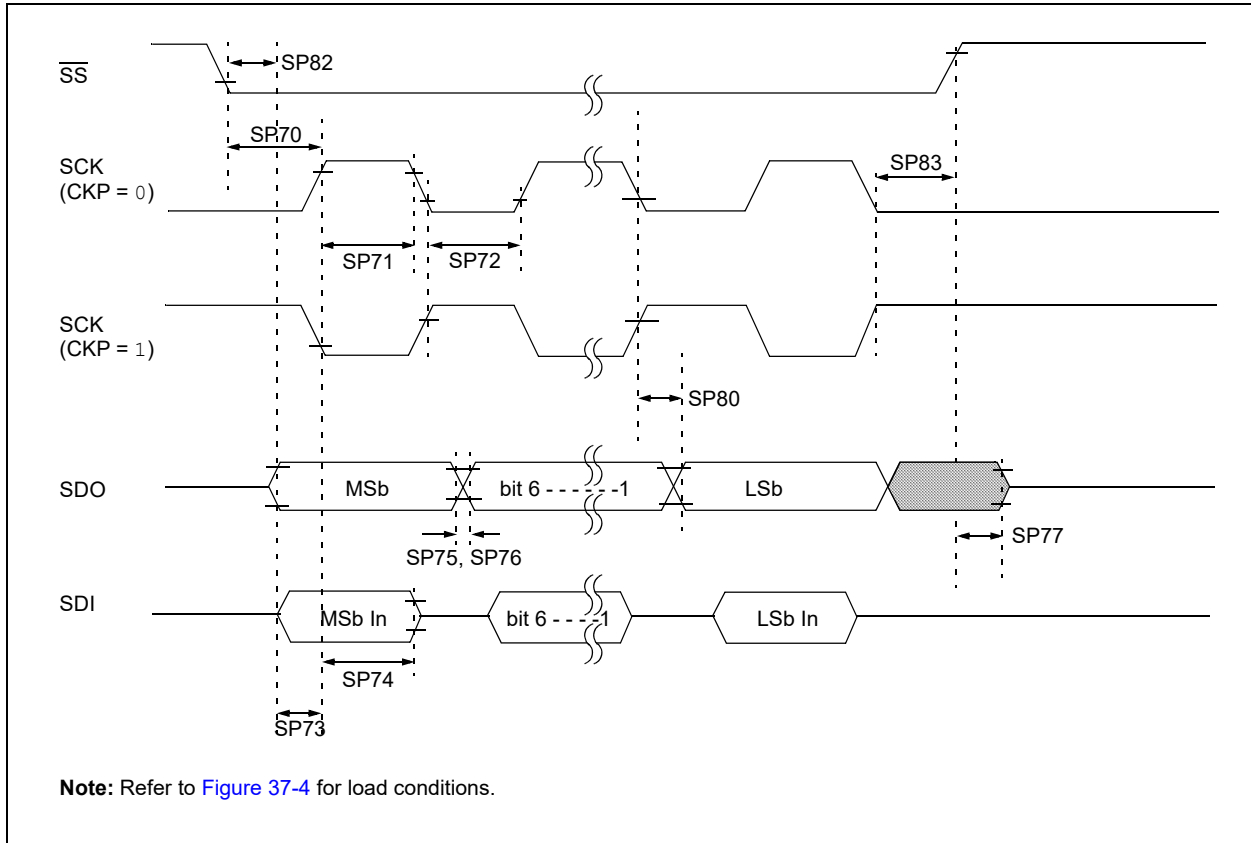 SS
SP82
SP70
SCK
(CKP = 0)
SP83
SP71
SP72
SCK
(CKP = 1)
SP80
SDO
MSb
bit 6 - - - - - -1
LSb
SP75, SP76
SP77
SDI
MSb In
bit 6 - - - -1
LSb In
SP74
SP73
Note: Refer to Figure 37-4 for load conditions.